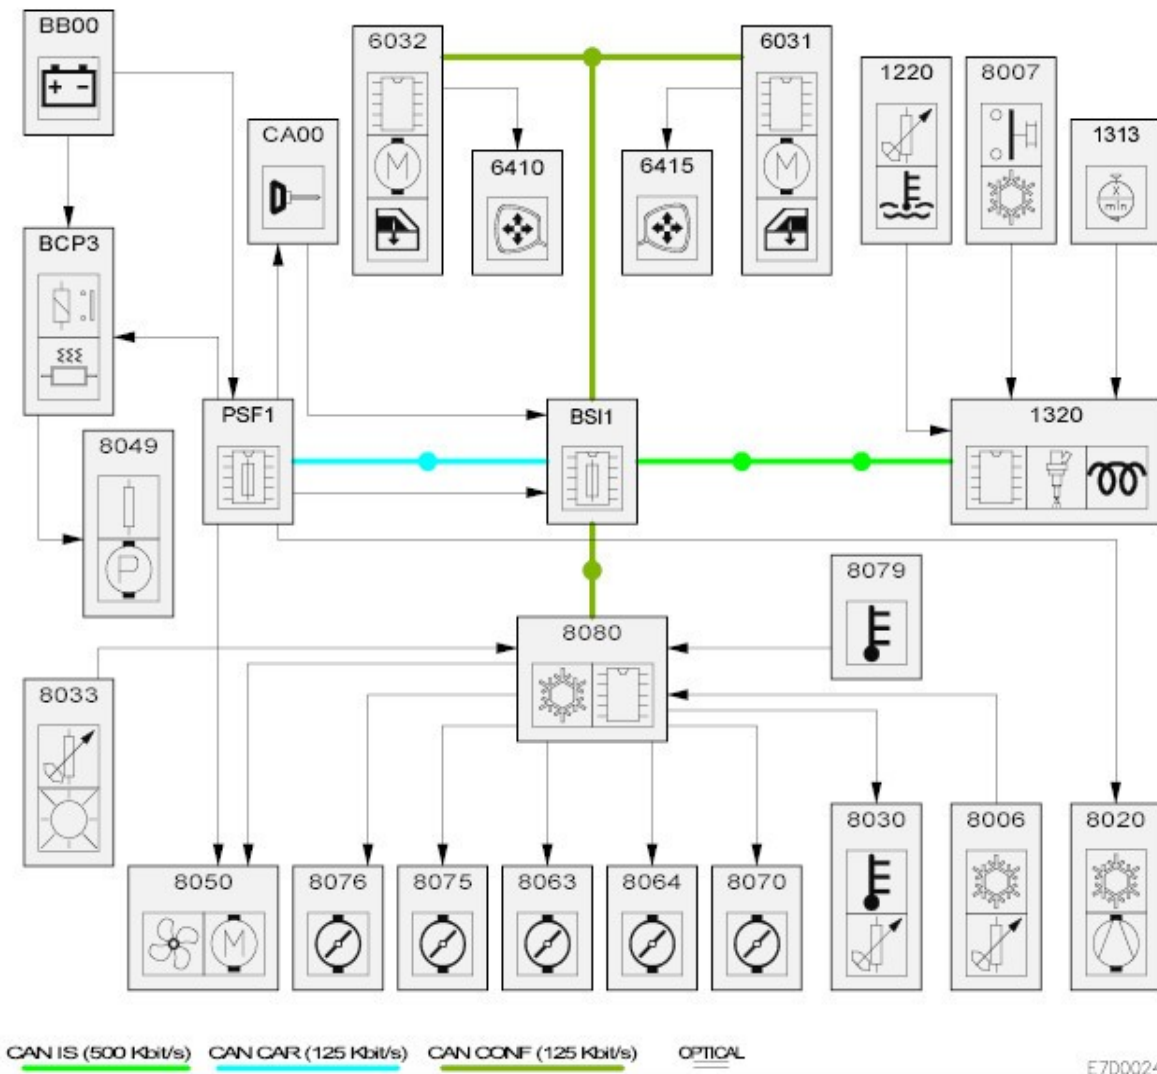 BB00
6032
6031
1220
8007
1313
CA00
6410
6415
M
M
X
min
BCP3
PSF1
BSI1
1320
8049
P
8079
8080
8033
8030
8006
8020
8050
8076
8075
8063
8064
8070
M
CAN IS (500 Kbit/s) CAN CAR (125 Kbit/s) CAN CONF (125 Kbit/s) OPTICAL
E7D0024